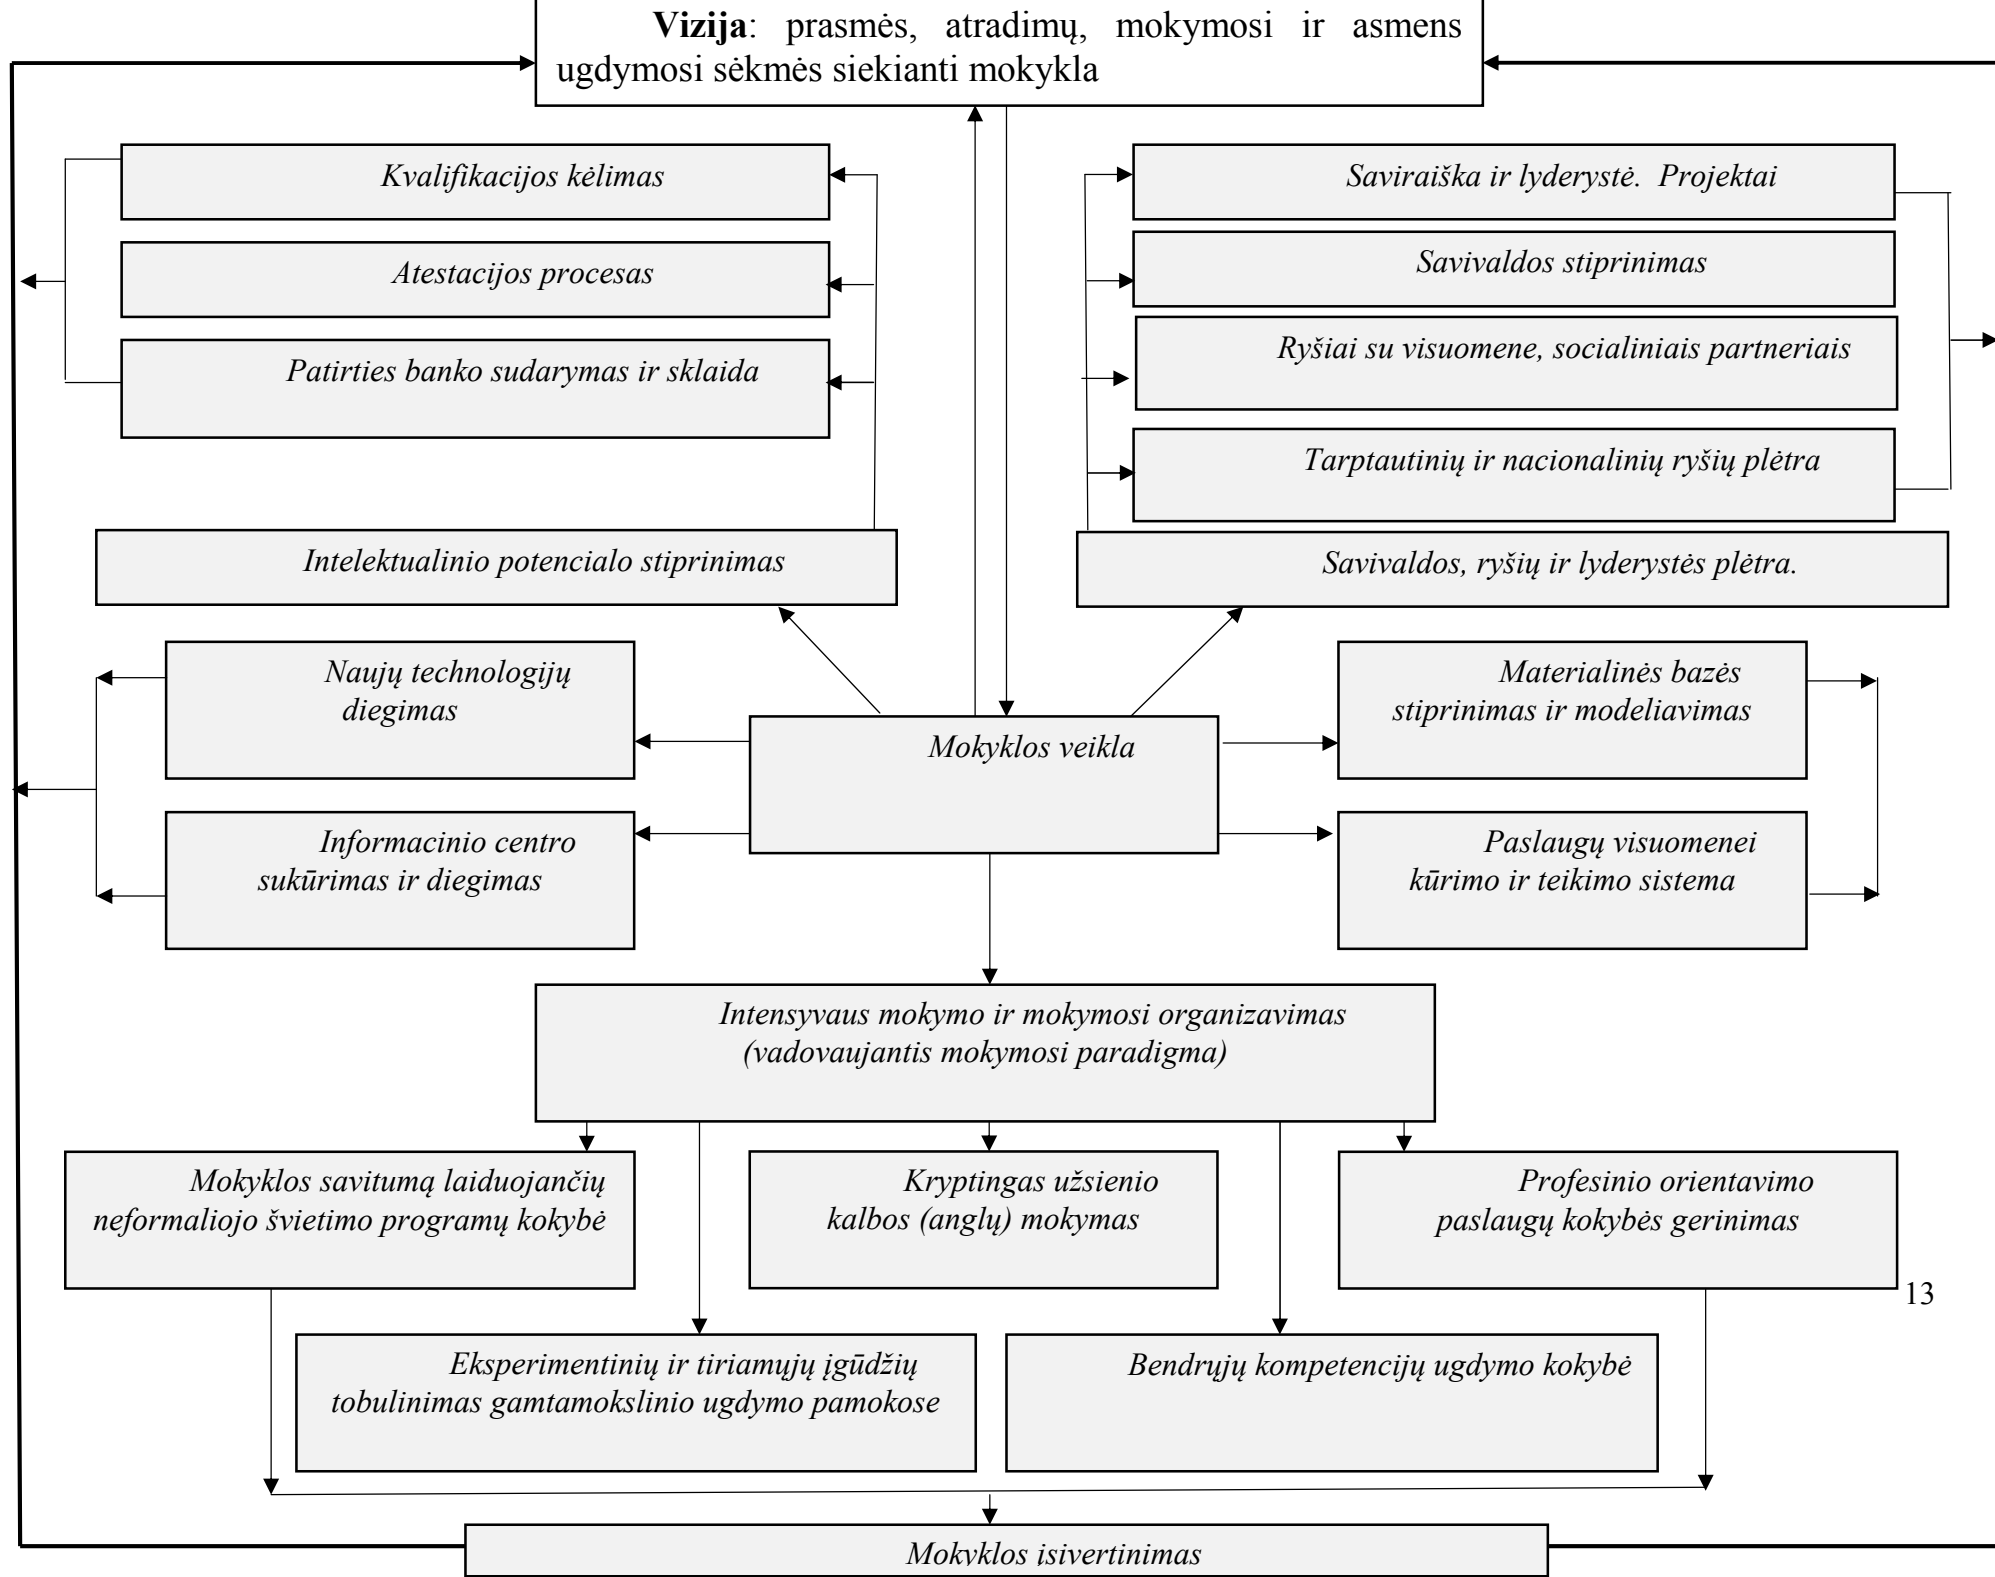 Vizija: prasmės, atradimų, mokymosi ir asmens
ugdymosi sėkmės siekianti mokykla
Kvalifikacijos kėlimas
Atestacijos procesas
Patirties banko sudarymas ir sklaida
Intelektualinio potencialo stiprinimas
Saviraiška ir lyderystė. Projektai
Savivaldos stiprinimas
Ryšiai su visuomene, socialiniais partneriais
Tarptautinių ir nacionalinių ryšių plėtra
Savivaldos, ryšių ir lyderystės plėtra.
Naujų technologijų
diegimas
Informacinio centro
sukūrimas ir diegimas
Mokyklos veikla
Materialinės bazės
stiprinimas ir modeliavimas
Paslaugų visuomenei
kūrimo ir teikimo sistema
Intensyvaus mokymo ir mokymosi organizavimas
(vadovaujantis mokymosi paradigma)
Mokyklos savitumą laiduojančių
neformaliojo švietimo programų kokybė
Kryptingas užsienio
kalbos (anglų) mokymas
Profesinio orientavimo
paslaugų kokybės gerinimas
13
Eksperimentinių ir tiriamųjų įgūdžių
tobulinimas gamtamokslinio ugdymo pamokose
Bendrųjų kompetencijų ugdymo kokybė
Mokyklos įsivertinimas